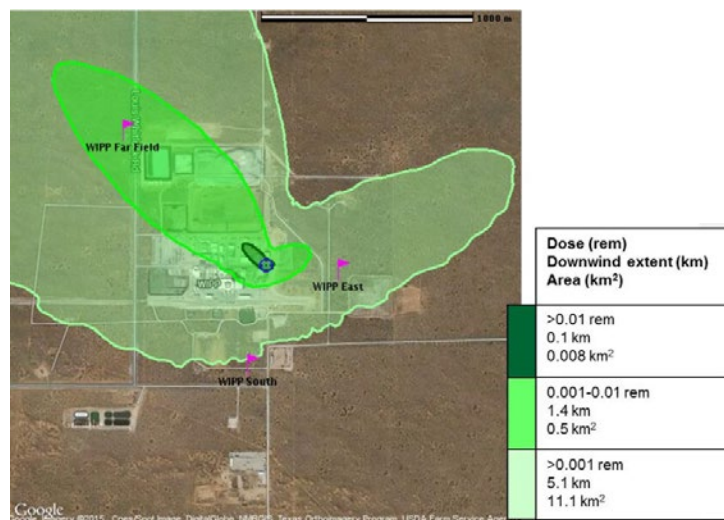 1000 m
WIPP Far Field
WIPP East
WIPP
WIPP South
Google
Dose (rem)
Downwind extent (km)
Area (km²)
>0.01 rem
0.1 km
0.008 km²
0.001-0.01 rem
1.4 km
0.5 km²
>0.001 rem
5.1 km
11.1 km²